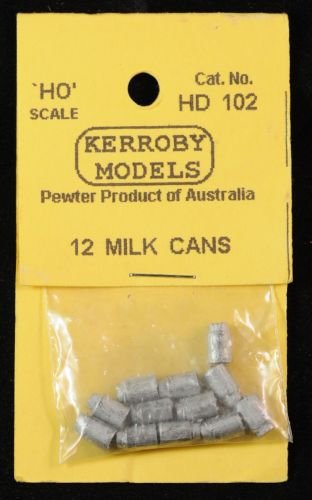 'HO'
SCALE
Cat. No.
HD 102
KERROBY
MODELS
Pewter Product of Australia
12 MILK CANS